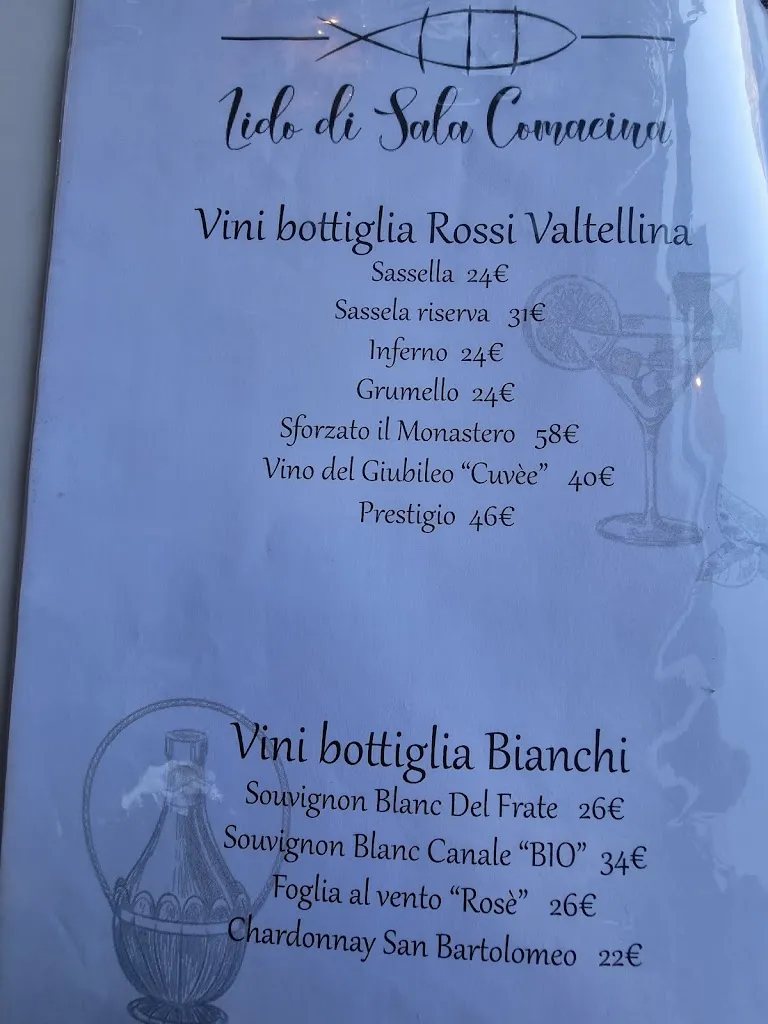 Lido di Sala Comacina
Vini bottiglia Rossi Valtellina
Sassella 24€
Sassela riserva 31€
Inferno 24€
Grumello 24€
Sforzato il Monastero 58€
Vino del Giubileo “Cuvèe” 40€
Prestigio 46€
Vini bottiglia Bianchi
Souvignon Blanc Del Frate 26€
Souvignon Blanc Canale “BIO” 34€
Foglia al vento “Rosè” 26€
Chardonnay San Bartolomeo 22€